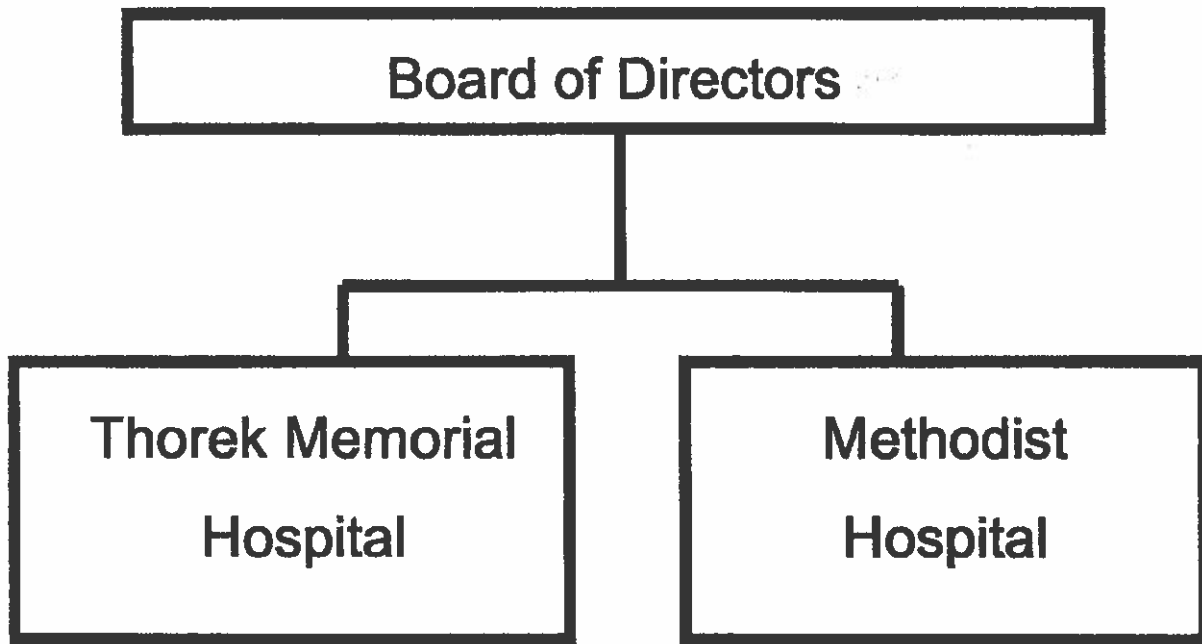 Board of Directors
Thorek Memorial
Hospital
Methodist
Hospital